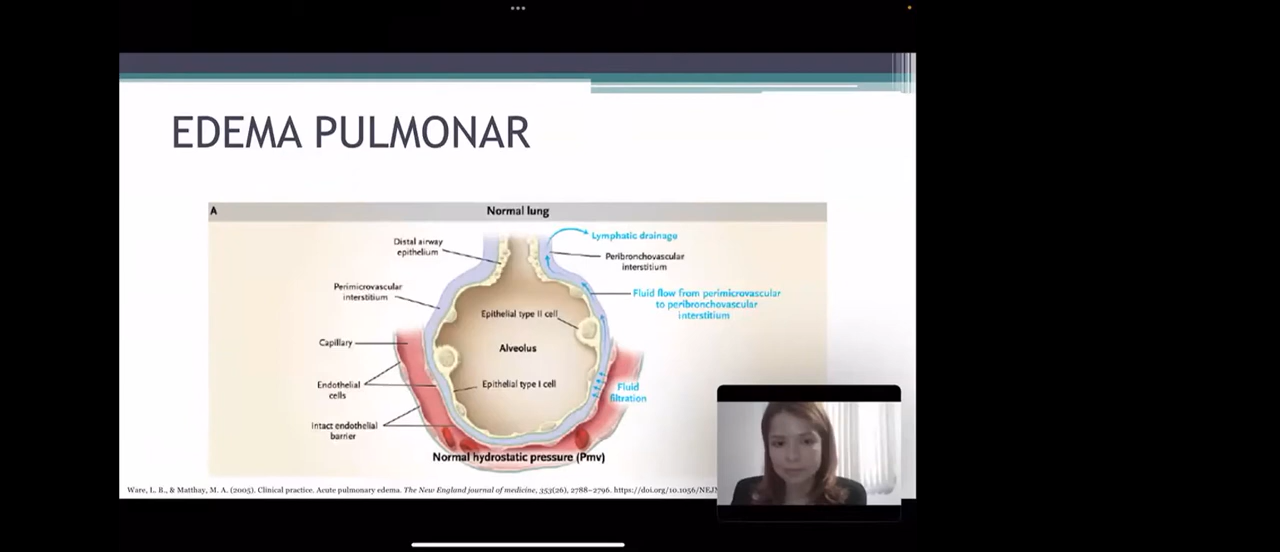 EDEMA PULMONAR
A
Normal lung
Distal airway
epithelium
Lymphatic drainage
Peribronchovascular
interstitium
Perimicrovascular
interstitium
Fluid flow from perimicrovascular
to peribronchovascular
interstitium
Epithelial type II cell
Capillary
Alveolus
Endothelial
cells
Epithelial type I cell
Fluid
filtration
Intact endothelial
barrier
Normal hydrostatic pressure (Pmv)
Ware, L. B., & Matthay, M. A. (2005). Clinical practice. Acute pulmonary edema. The New England journal of medicine, 353(26), 2788–2796. https://doi.org/10.1056/NEJM